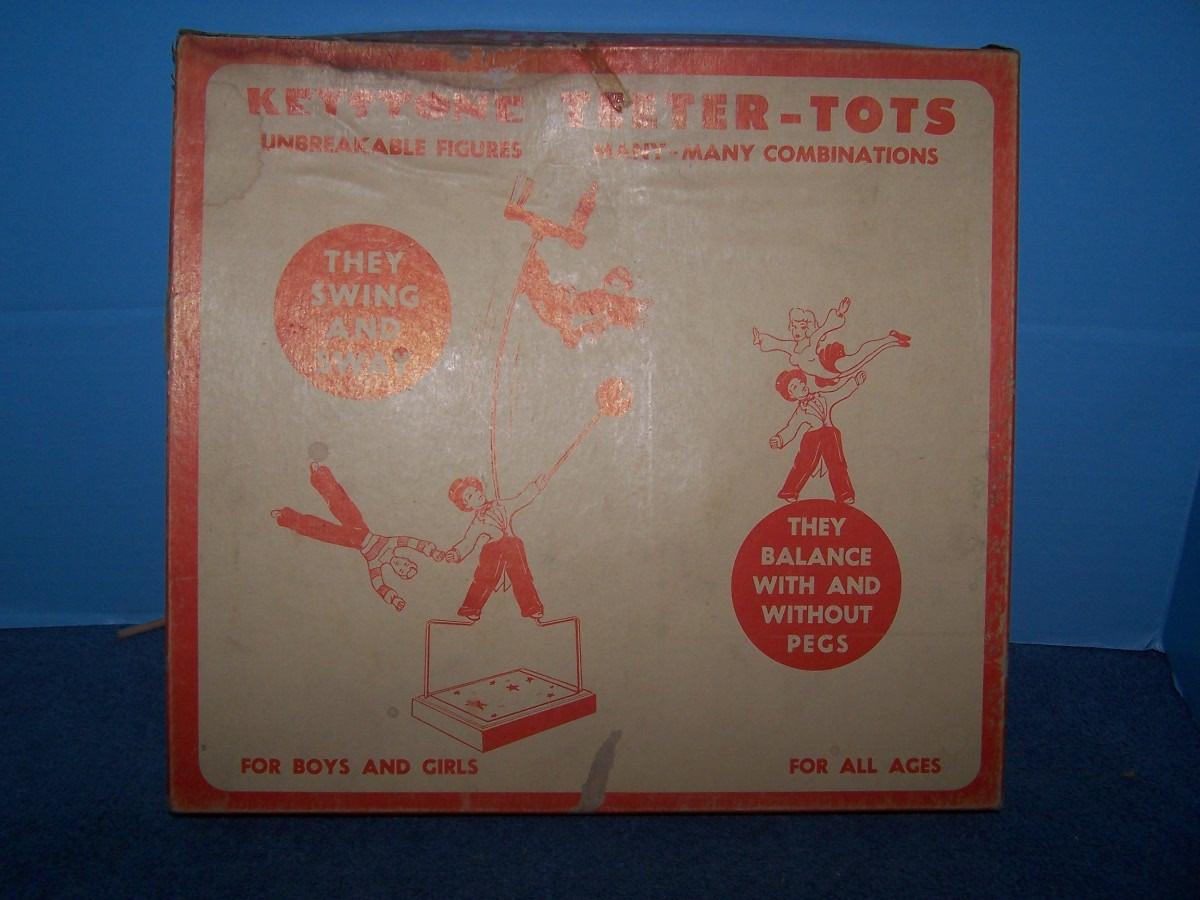 KEYSTONE TEETER-TOTS
UNBREAKABLE FIGURES MANY-MANY COMBINATIONS
THEY
SWING
AND
SWAY
THEY
BALANCE
WITH AND
WITHOUT
PEGS
FOR BOYS AND GIRLS FOR ALL AGES